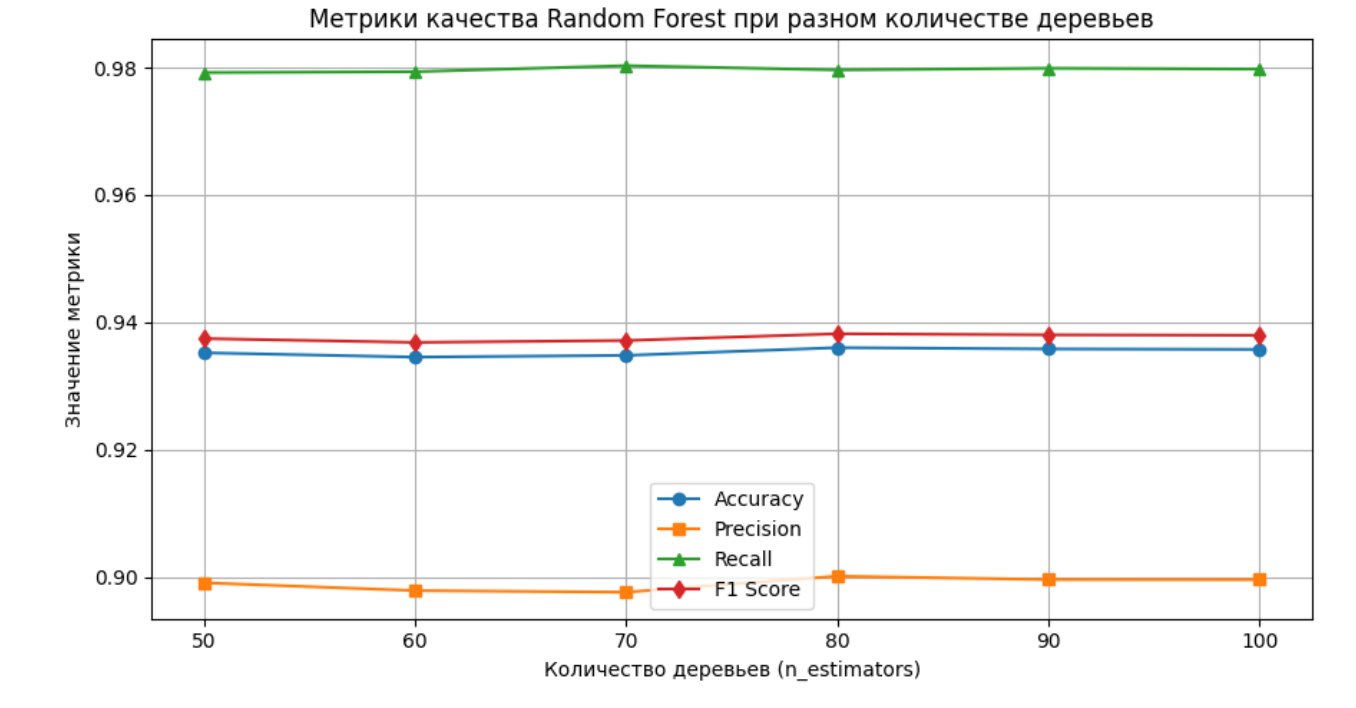 Метрики качества Random Forest при разном количестве деревьев
0.98
0.96
0.94
0.92
0.90
Значение метрики
Accuracy
Precision
Recall
F1 Score
50 60 70 80 90 100
Количество деревьев (n_estimators)